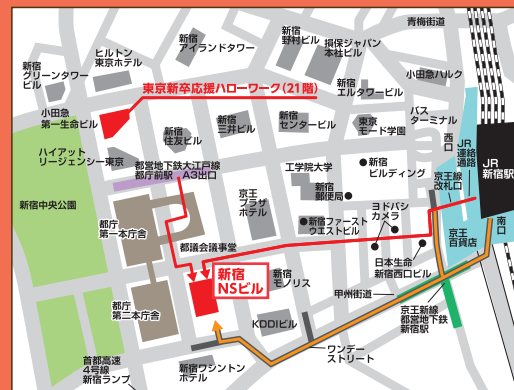 青梅街道
新宿
アイランドタワー
新宿
野村ビル
損保ジャパン
本社ビル
ヒルトン
東京ホテル
新宿
グリーンタワー
ビル
小田急ハルク
東京新卒応援ハローワーク(21階)
新宿
エルタワービル
小田急
第一生命ビル
新宿
住友ビル
新宿
三井ビル
新宿
センタービル
東京
モード学園
バス
ターミナル
西口
JR
連絡
通路
JR
新宿駅
ハイアット
リージェンシー東京
都営地下鉄大江戸線
都庁前駅 A3出口
工学院大学
新宿
ビルディング
京王線
改札口
新宿
郵便局
新宿中央公園
京王
プラザ
ホテル
ヨドバシ
カメラ
新宿ファースト
ウエストビル
都庁
第一本庁舎
南口
京王
百貨店
都議会議事堂
日本生命
新宿西口ビル
新宿
NSビル
新宿
モノリス
甲州街道
都庁
第二本庁舎
KDDIビル
京王新線
都営地下鉄
新宿駅
ワンデー
ストリート
首都高速
4号線
新宿ランプ
新宿ワシントン
ホテル